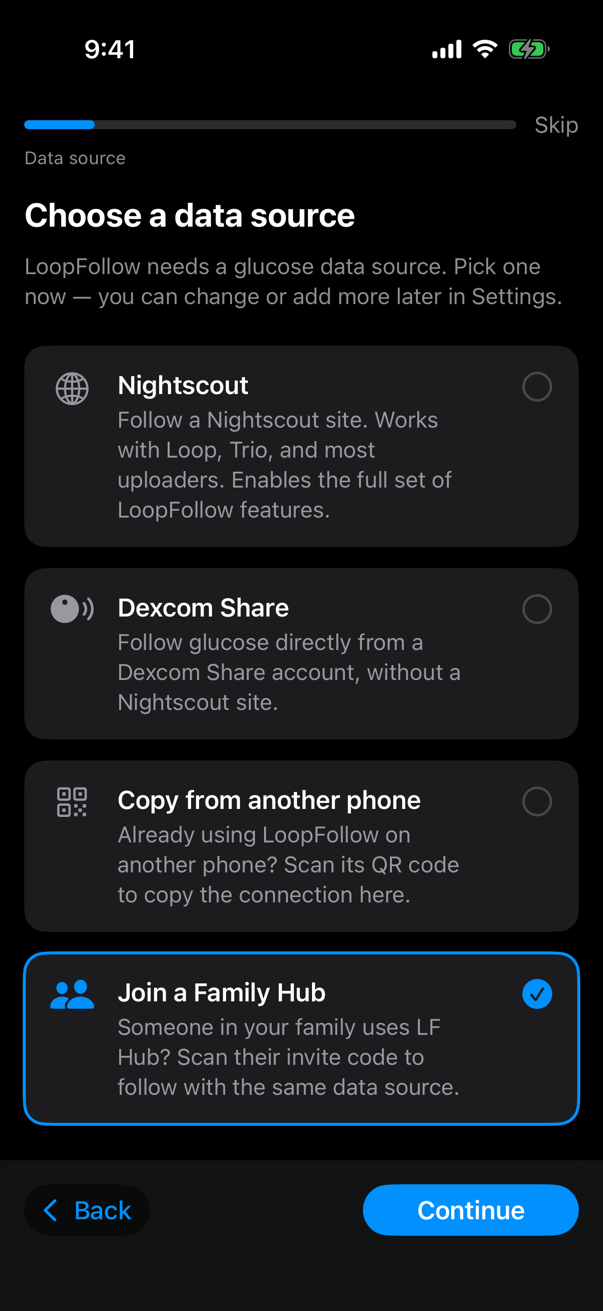 9:41
Skip
Data source
Choose a data source
LoopFollow needs a glucose data source. Pick one
now — you can change or add more later in Settings.
Nightscout
Follow a Nightscout site. Works
with Loop, Trio, and most
uploaders. Enables the full set of
LoopFollow features.
Dexcom Share
Follow glucose directly from a
Dexcom Share account, without a
Nightscout site.
Copy from another phone
Already using LoopFollow on
another phone? Scan its QR code
to copy the connection here.
Join a Family Hub
Someone in your family uses LF
Hub? Scan their invite code to
follow with the same data source.
Back
Continue